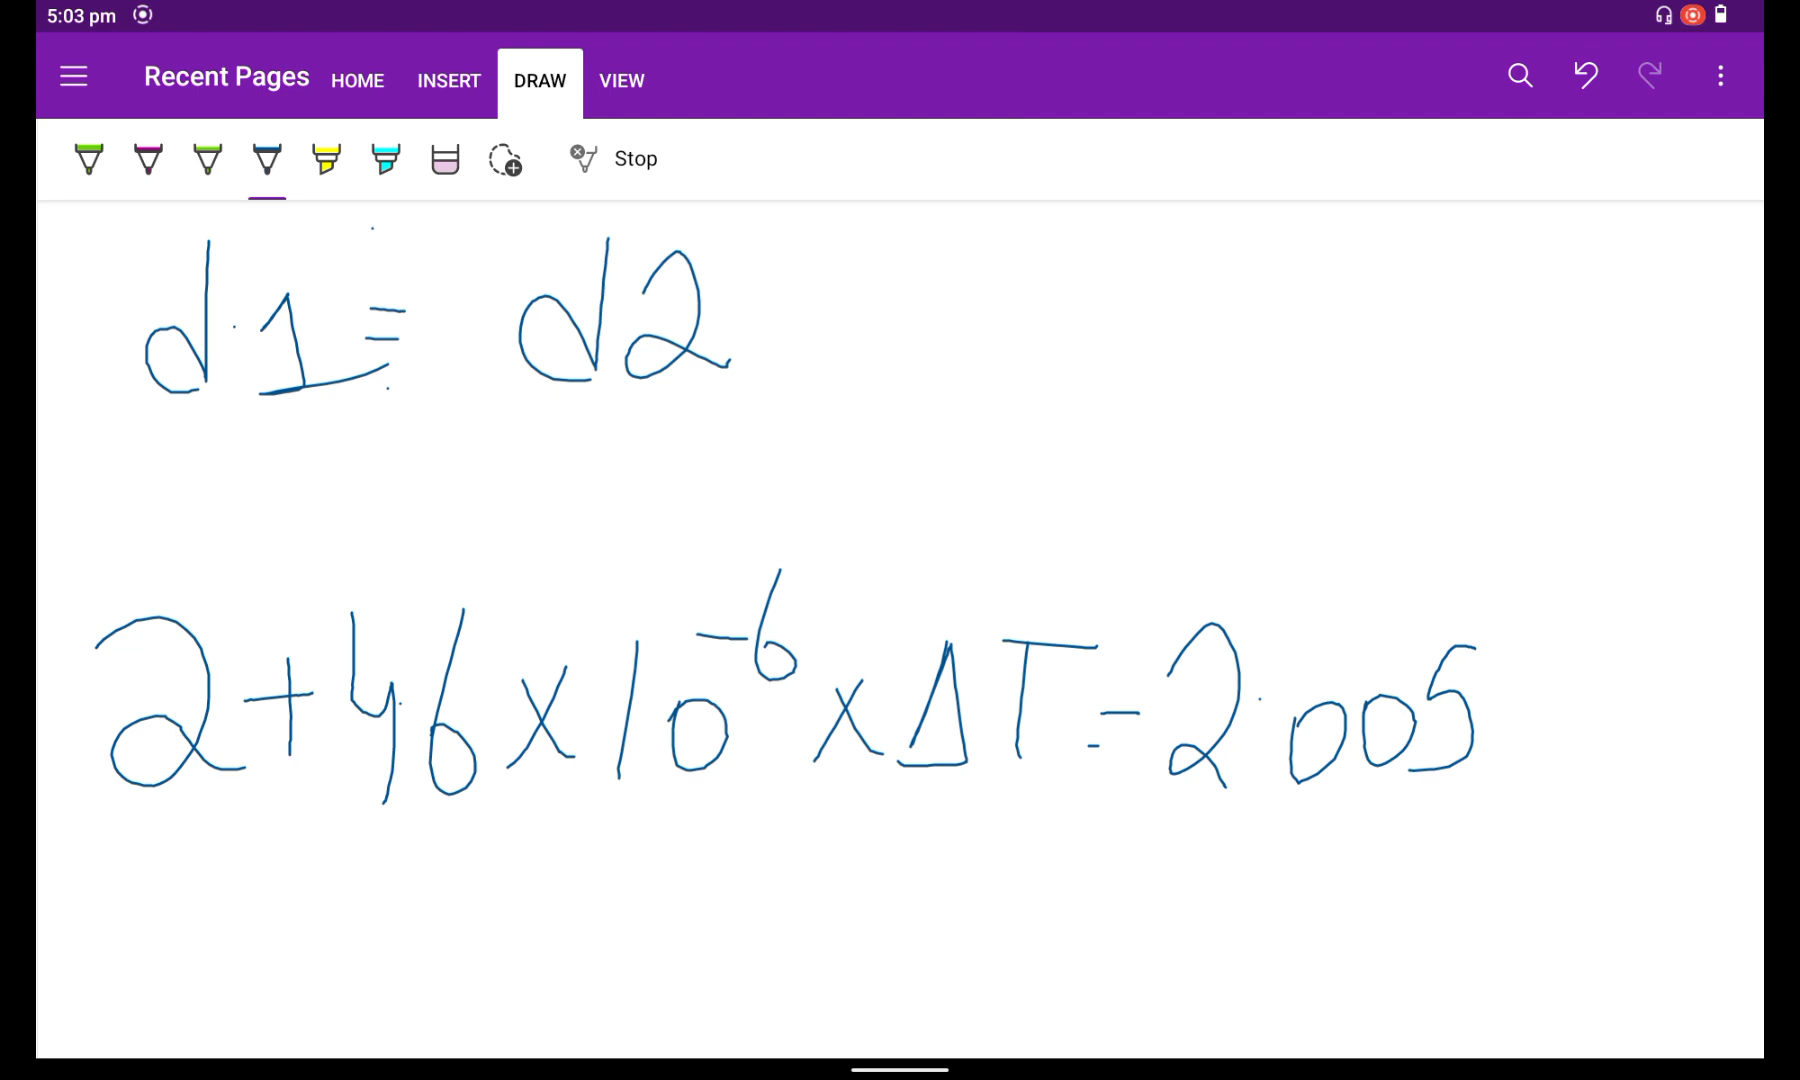 5:03 pm
Recent Pages HOME INSERT DRAW VIEW
Stop
d1 = d2
2+46×10⁻⁶×ΔT=2.005